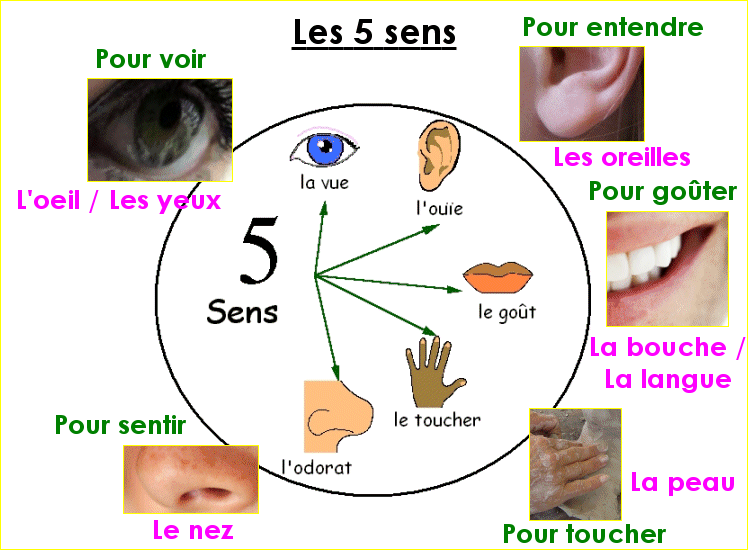 Les 5 sens
Pour voir
L'oeil / Les yeux
Pour entendre
Les oreilles
Pour goûter
La bouche /
La langue
La peau
Pour toucher
Pour sentir
Le nez
5
Sens
la vue
l'ouïe
le goût
le toucher
l'odorat